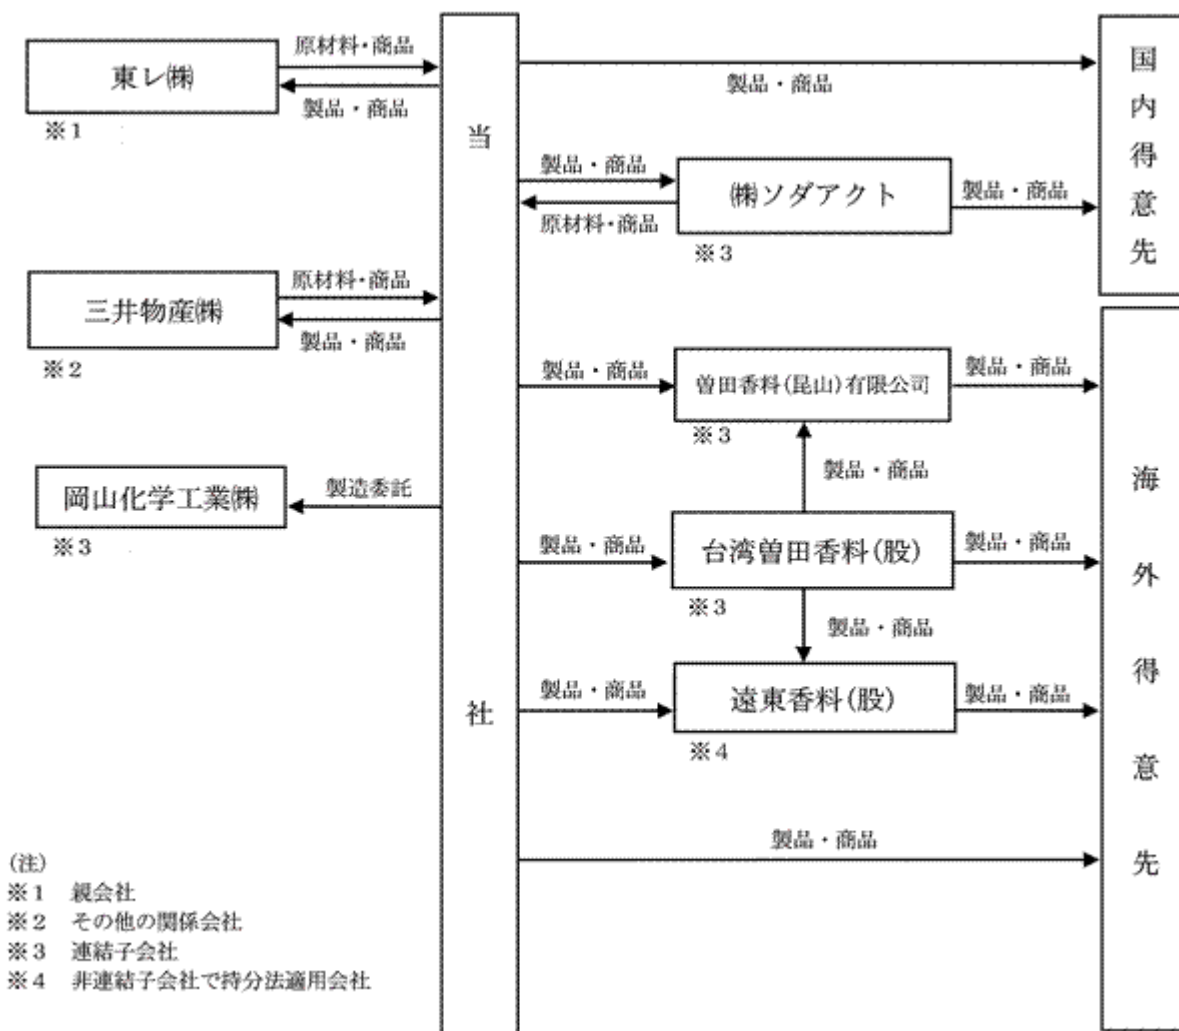 東レ㈱
※1
原材料・商品
製品・商品
三井物産㈱
※2
原材料・商品
製品・商品
岡山化学工業㈱
※3
製造委託
当社
製品・商品
製品・商品
原材料・商品
㈱ソダアクト
※3
製品・商品
国内得意先
製品・商品
曽田香料(昆山)有限公司
※3
製品・商品
製品・商品
製品・商品
台湾曽田香料(股)
※3
製品・商品
製品・商品
製品・商品
遠東香料(股)
※4
製品・商品
製品・商品
海外得意先
(注)
※1 親会社
※2 その他の関係会社
※3 連結子会社
※4 非連結子会社で持分法適用会社